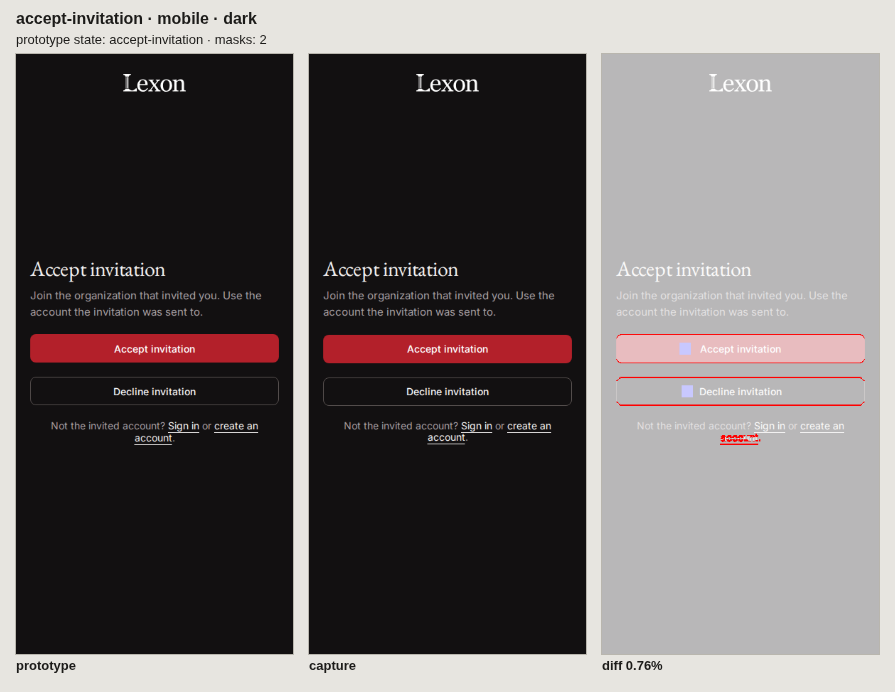 accept-invitation · mobile · dark
prototype state: accept-invitation · masks: 2
Lexon
Accept invitation
Join the organization that invited you. Use the
account the invitation was sent to.
Accept invitation
Decline invitation
Not the invited account? Sign in or create an
account.
prototype
Lexon
Accept invitation
Join the organization that invited you. Use the
account the invitation was sent to.
Accept invitation
Decline invitation
Not the invited account? Sign in or create an
account.
capture
Lexon
Accept invitation
Join the organization that invited you. Use the
account the invitation was sent to.
Accept invitation
Decline invitation
Not the invited account? Sign in or create an
diff 0.76%